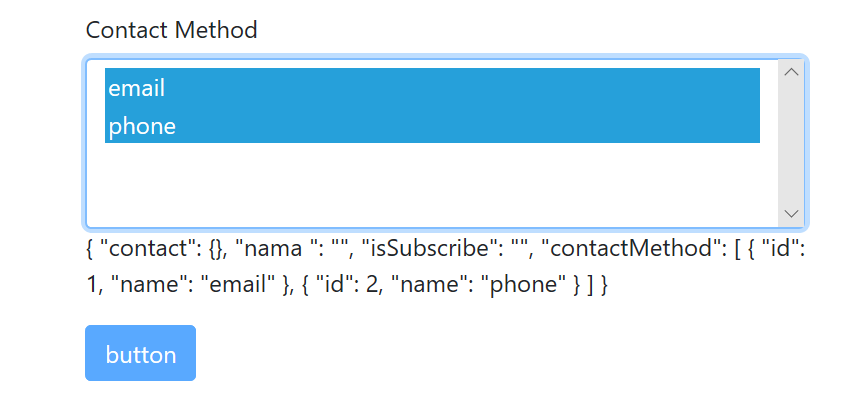 Contact Method
email
phone
{ "contact": {}, "nama ": "", "isSubscribe": "", "contactMethod": [ { "id":
1, "name": "email" }, { "id": 2, "name": "phone" } ] }
button